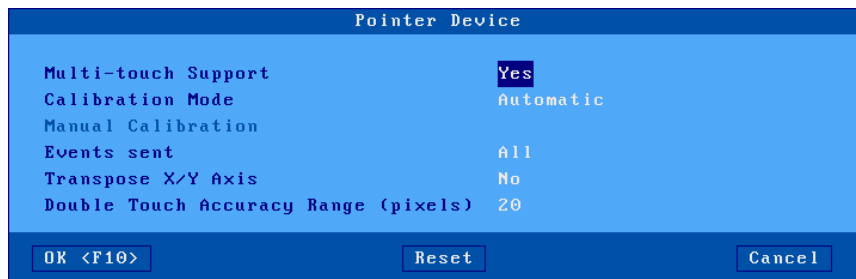 Pointer Device
Multi-touch Support Yes
Calibration Mode Automatic
Manual Calibration
Events sent All
Transpose X/Y Axis No
Double Touch Accuracy Range (pixels) 20
OK <F10> Reset Cancel